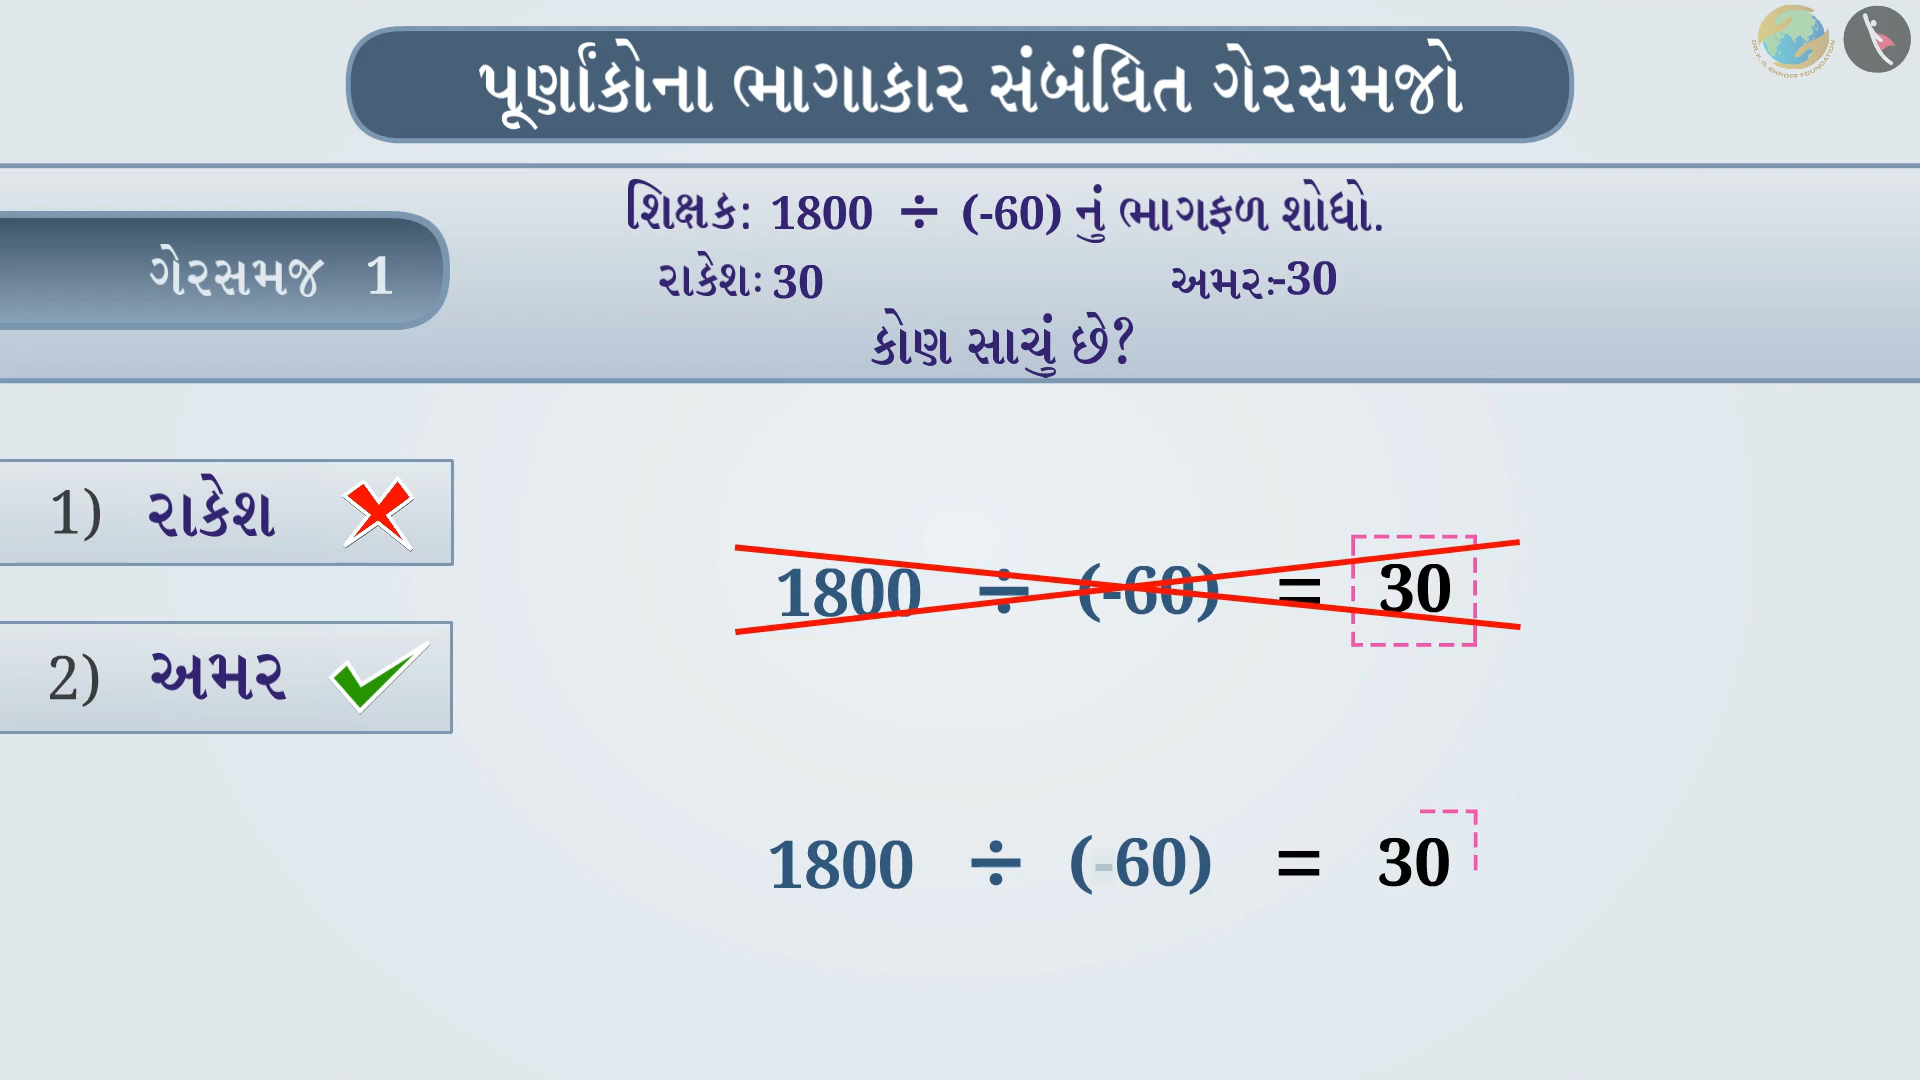 પૂર્ણાંકોના ભાગાકાર સંબંધિત ગેરસમજો
શિક્ષક: 1800 ÷ (-60) નું ભાગફળ શોધો.
ગેરસમજ 1
રાકેશઃ 30 અમરઃ-30
કોણ સાચું છે?
1) રાકેશ
1800 ÷ (-60) = 30
2) અમર
1800 ÷ (-60) = 30